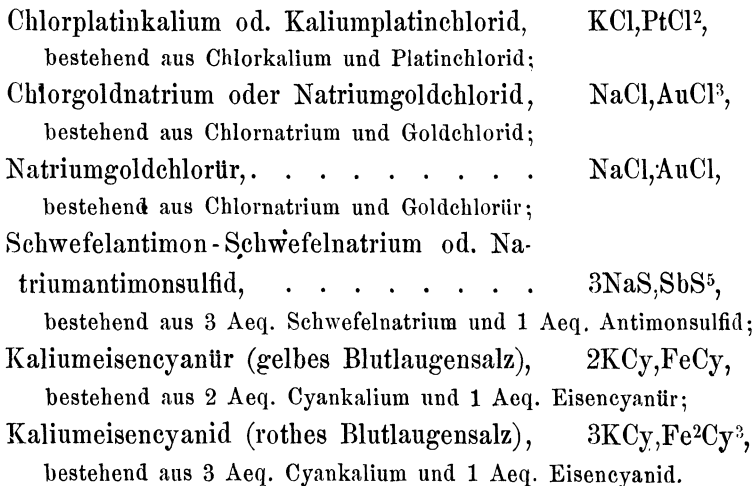 Chlorplatinkalium od. Kaliumplatinchlorid, KCl,PtCl²,
bestehend aus Chlorkalium und Platinchlorid;
Chlorgoldnatrium oder Natriumgoldchlorid, NaCl,AuCl³,
bestehend aus Chlornatrium und Goldchlorid;
Natriumgoldchlorür, . . . . . . . . . NaCl,AuCl,
bestehend aus Chlornatrium und Goldchlorür;
Schwefelantimon-Schwefelnatrium od. Na-
triumantimonsulfid, . . . . . . . . 3NaS,SbS⁵,
bestehend aus 3 Aeq. Schwefelnatrium und 1 Aeq. Antimonsulfid;
Kaliumeisencyanür (gelbes Blutlaugensalz), 2KCy,FeCy,
bestehend aus 2 Aeq. Cyankalium und 1 Aeq. Eisencyanür;
Kaliumeisencyanid (rothes Blutlaugensalz), 3KCy,Fe²Cy³,
bestehend aus 3 Aeq. Cyankalium und 1 Aeq. Eisencyanid.